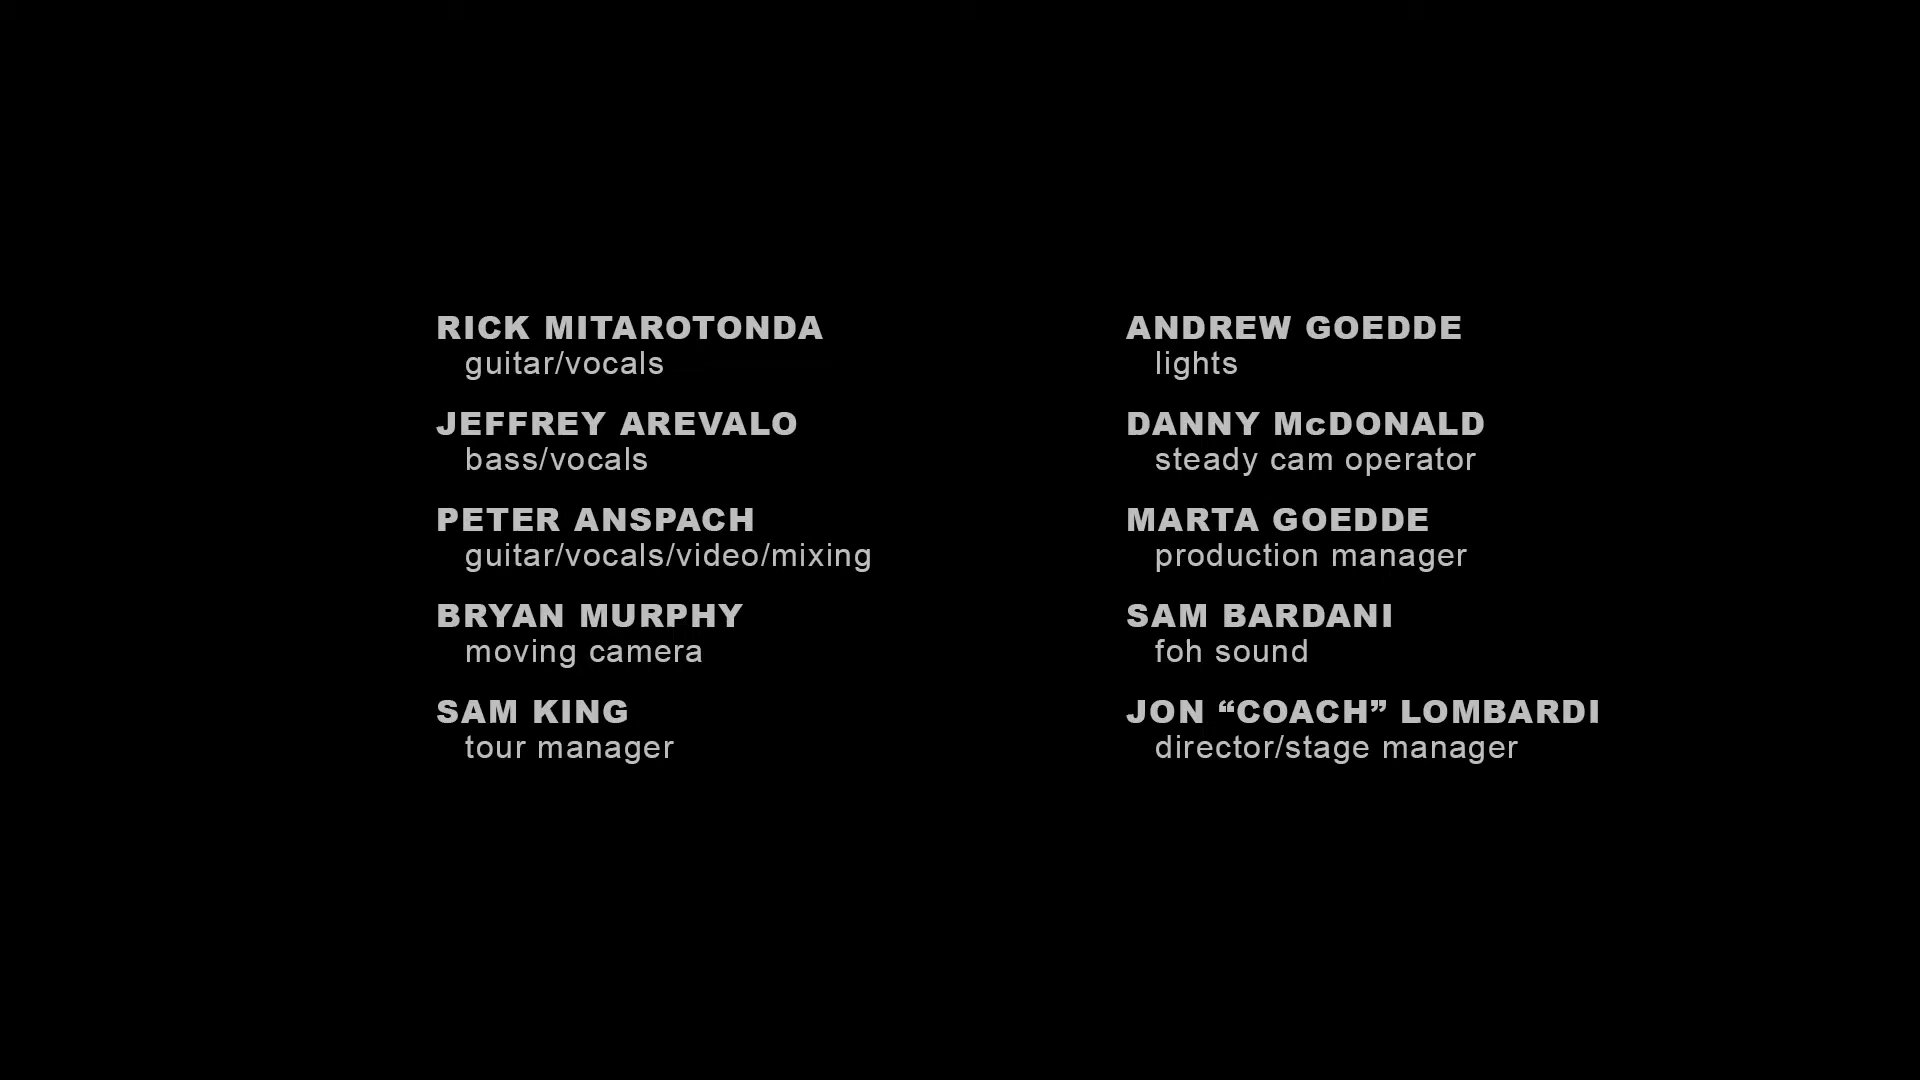 RICK MITAROTONDA
guitar/vocals
JEFFREY AREVALO
bass/vocals
PETER ANSPACH
guitar/vocals/video/mixing
BRYAN MURPHY
moving camera
SAM KING
tour manager
ANDREW GOEDDE
lights
DANNY McDONALD
steady cam operator
MARTA GOEDDE
production manager
SAM BARDANI
foh sound
JON “COACH” LOMBARDI
director/stage manager